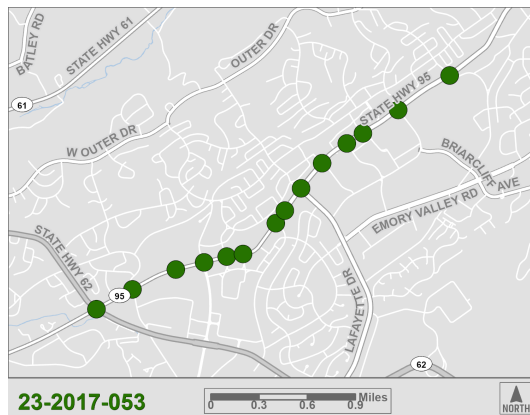 BATLEY RD
STATE HWY 61
OUTER DR
61
STATE HWY 95
W OUTER DR
BRIARCLIFF
AVE
EMORY VALLEY RD
STATE HWY 62
95
LAFAYETTE DR
62
23-2017-053
Miles
0 0.3 0.6 0.9
NORTH